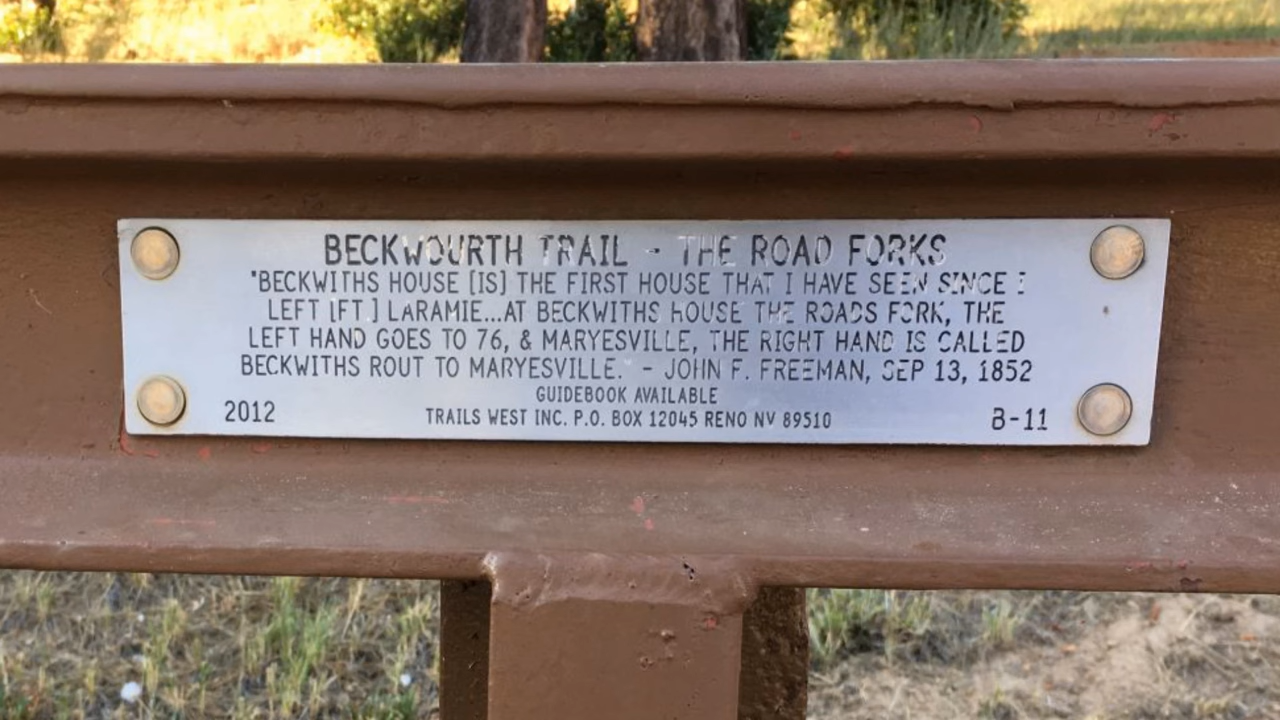 BECKWOURTH TRAIL - THE ROAD FORKS
"BECKWITHS HOUSE [IS] THE FIRST HOUSE THAT I HAVE SEEN SINCE I
LEFT [FT.] LARAMIE...AT BECKWITHS HOUSE THE ROADS FORK, THE
LEFT HAND GOES TO 76, & MARYESVILLE, THE RIGHT HAND IS CALLED
BECKWITHS ROUT TO MARYESVILLE." - JOHN F. FREEMAN, SEP 13, 1852
GUIDEBOOK AVAILABLE
2012 TRAILS WEST INC. P.O. BOX 12045 RENO NV 89510 B-11